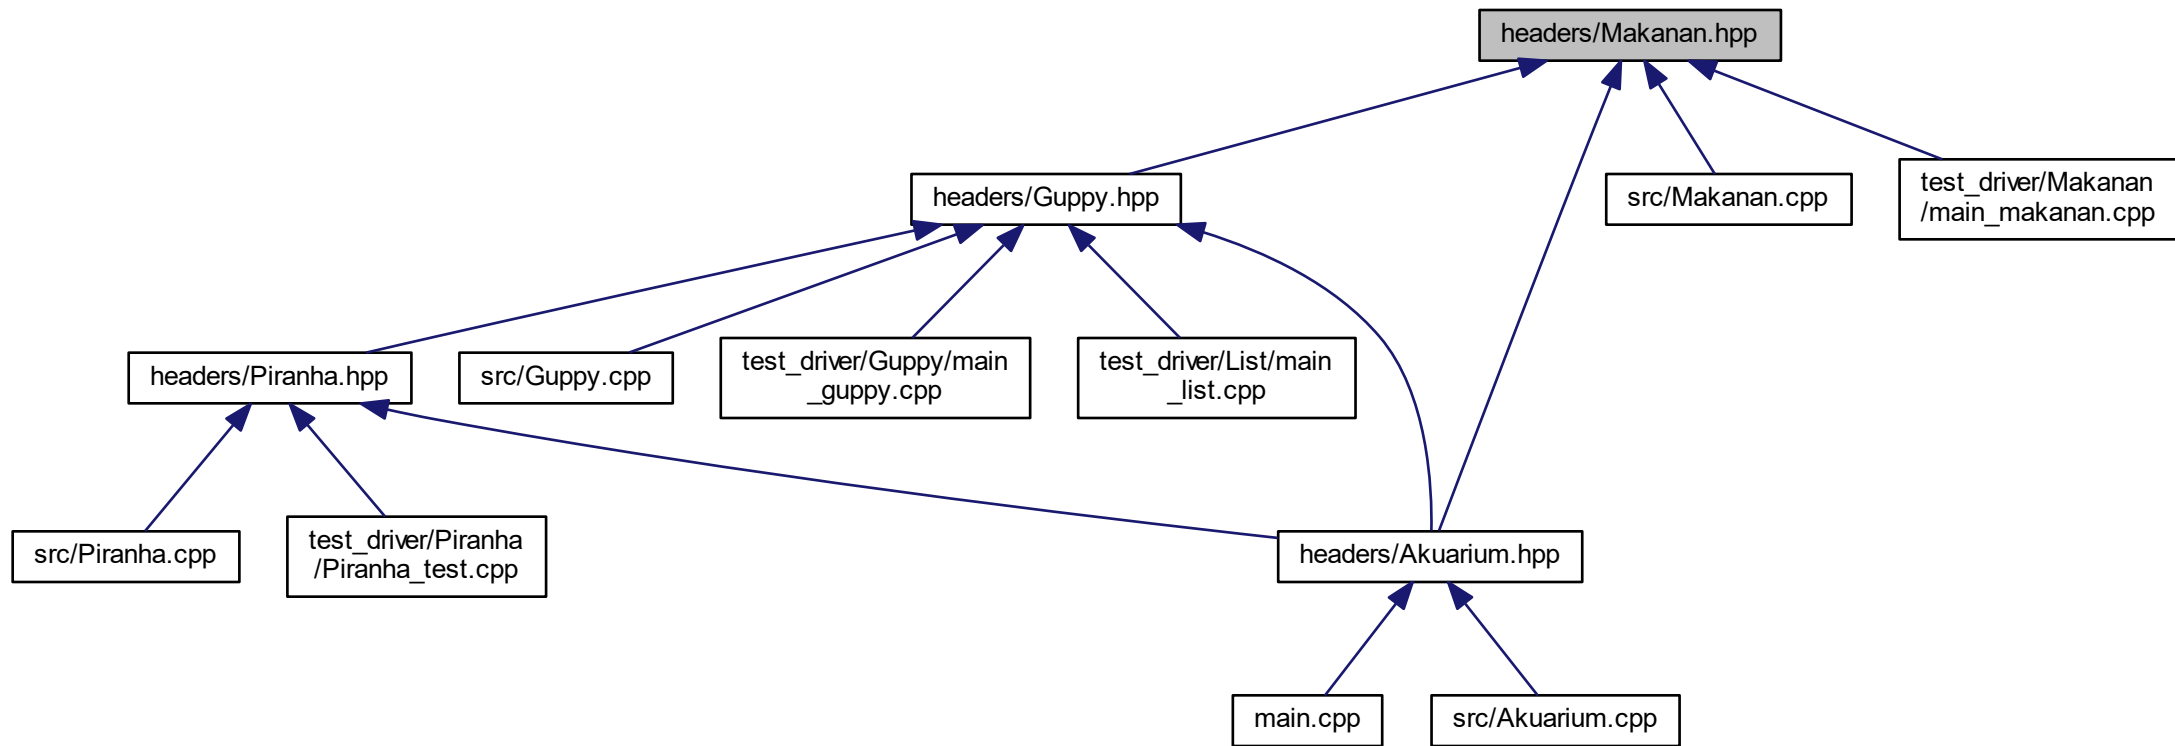 headers/Makanan.hpp
headers/Guppy.hpp
src/Makanan.cpp
test_driver/Makanan
/main_makanan.cpp
headers/Piranha.hpp
src/Guppy.cpp
test_driver/Guppy/main
_guppy.cpp
test_driver/List/main
_list.cpp
src/Piranha.cpp
test_driver/Piranha
/Piranha_test.cpp
headers/Akuarium.hpp
main.cpp
src/Akuarium.cpp